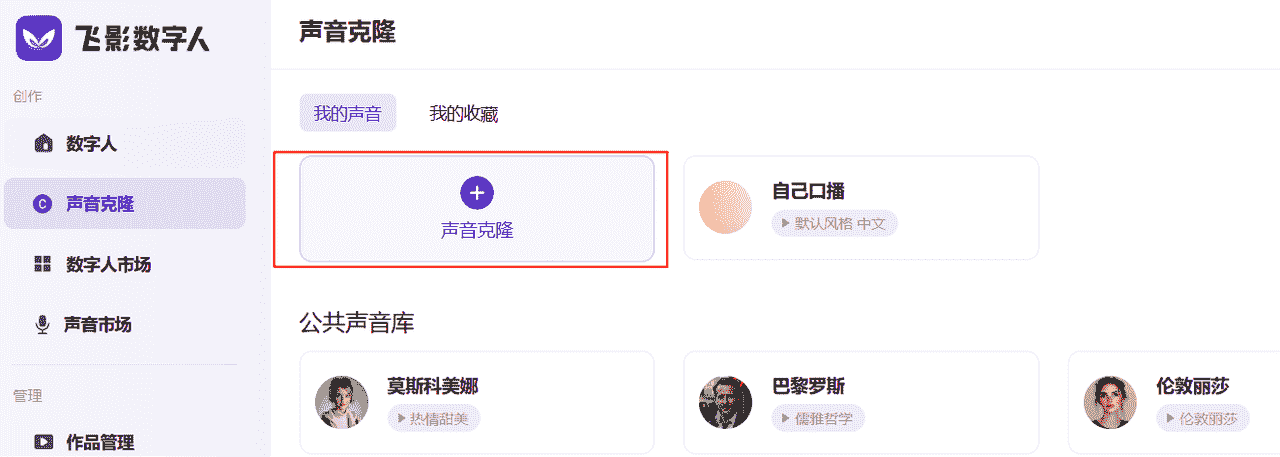 飞影数字人
创作
数字人
声音克隆
数字人市场
声音市场
管理
作品管理
声音克隆
我的声音 我的收藏
声音克隆
自己口播
默认风格 中文
公共声音库
莫斯科美娜
热情甜美
巴黎罗斯
儒雅哲学
伦敦丽莎
伦敦丽莎